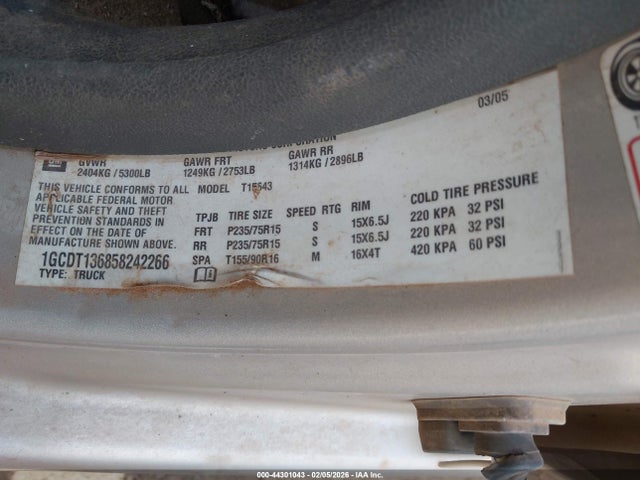 03/05
CORPORATION
GM GVWR GAWR FRT GAWR RR
2404KG / 5300LB 1249KG / 2753LB 1314KG / 2896LB
THIS VEHICLE CONFORMS TO ALL MODEL T15543
APPLICABLE FEDERAL MOTOR
VEHICLE SAFETY AND THEFT
PREVENTION STANDARDS IN
EFFECT ON THE DATE OF
MANUFACTURE SHOWN ABOVE.
1GCDT136858242266
TYPE: TRUCK
TPJB TIRE SIZE SPEED RTG RIM COLD TIRE PRESSURE
FRT P235/75R15 S 15X6.5J 220 KPA 32 PSI
RR P235/75R15 S 15X6.5J 220 KPA 32 PSI
SPA T155/90R16 M 16X4T 420 KPA 60 PSI
000-44301043 - 02/05/2026 - IAA Inc.